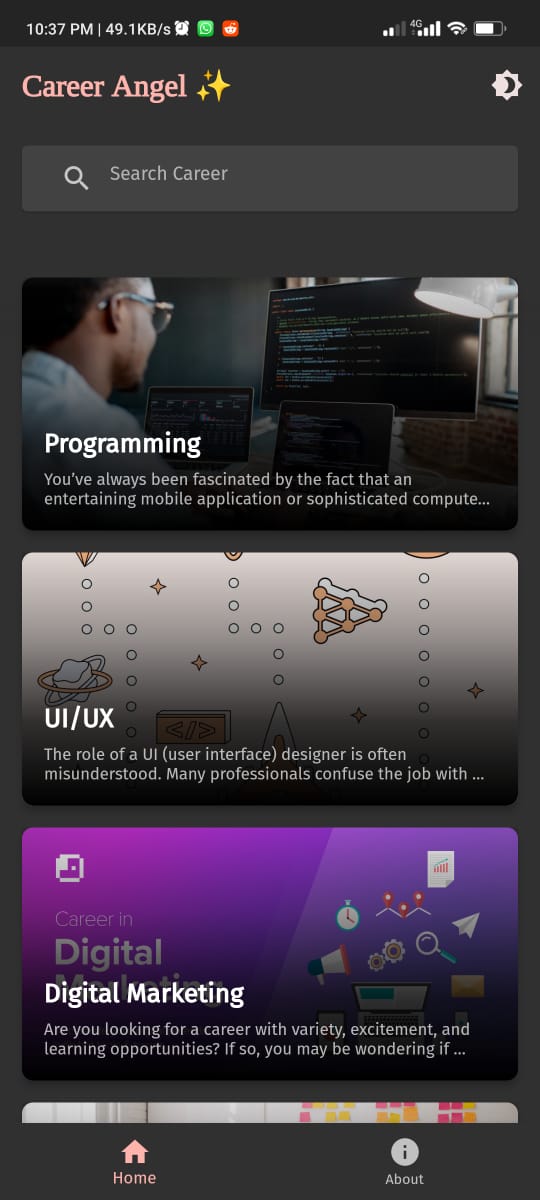 10:37 PM | 49.1KB/s
4G
Career Angel ✨
Search Career
Programming
You’ve always been fascinated by the fact that an
entertaining mobile application or sophisticated compute...
</>
UI/UX
The role of a UI (user interface) designer is often
misunderstood. Many professionals confuse the job with ...
Career in
Digital
Marketing
Digital Marketing
Are you looking for a career with variety, excitement, and
learning opportunities? If so, you may be wondering if ...
Home
About